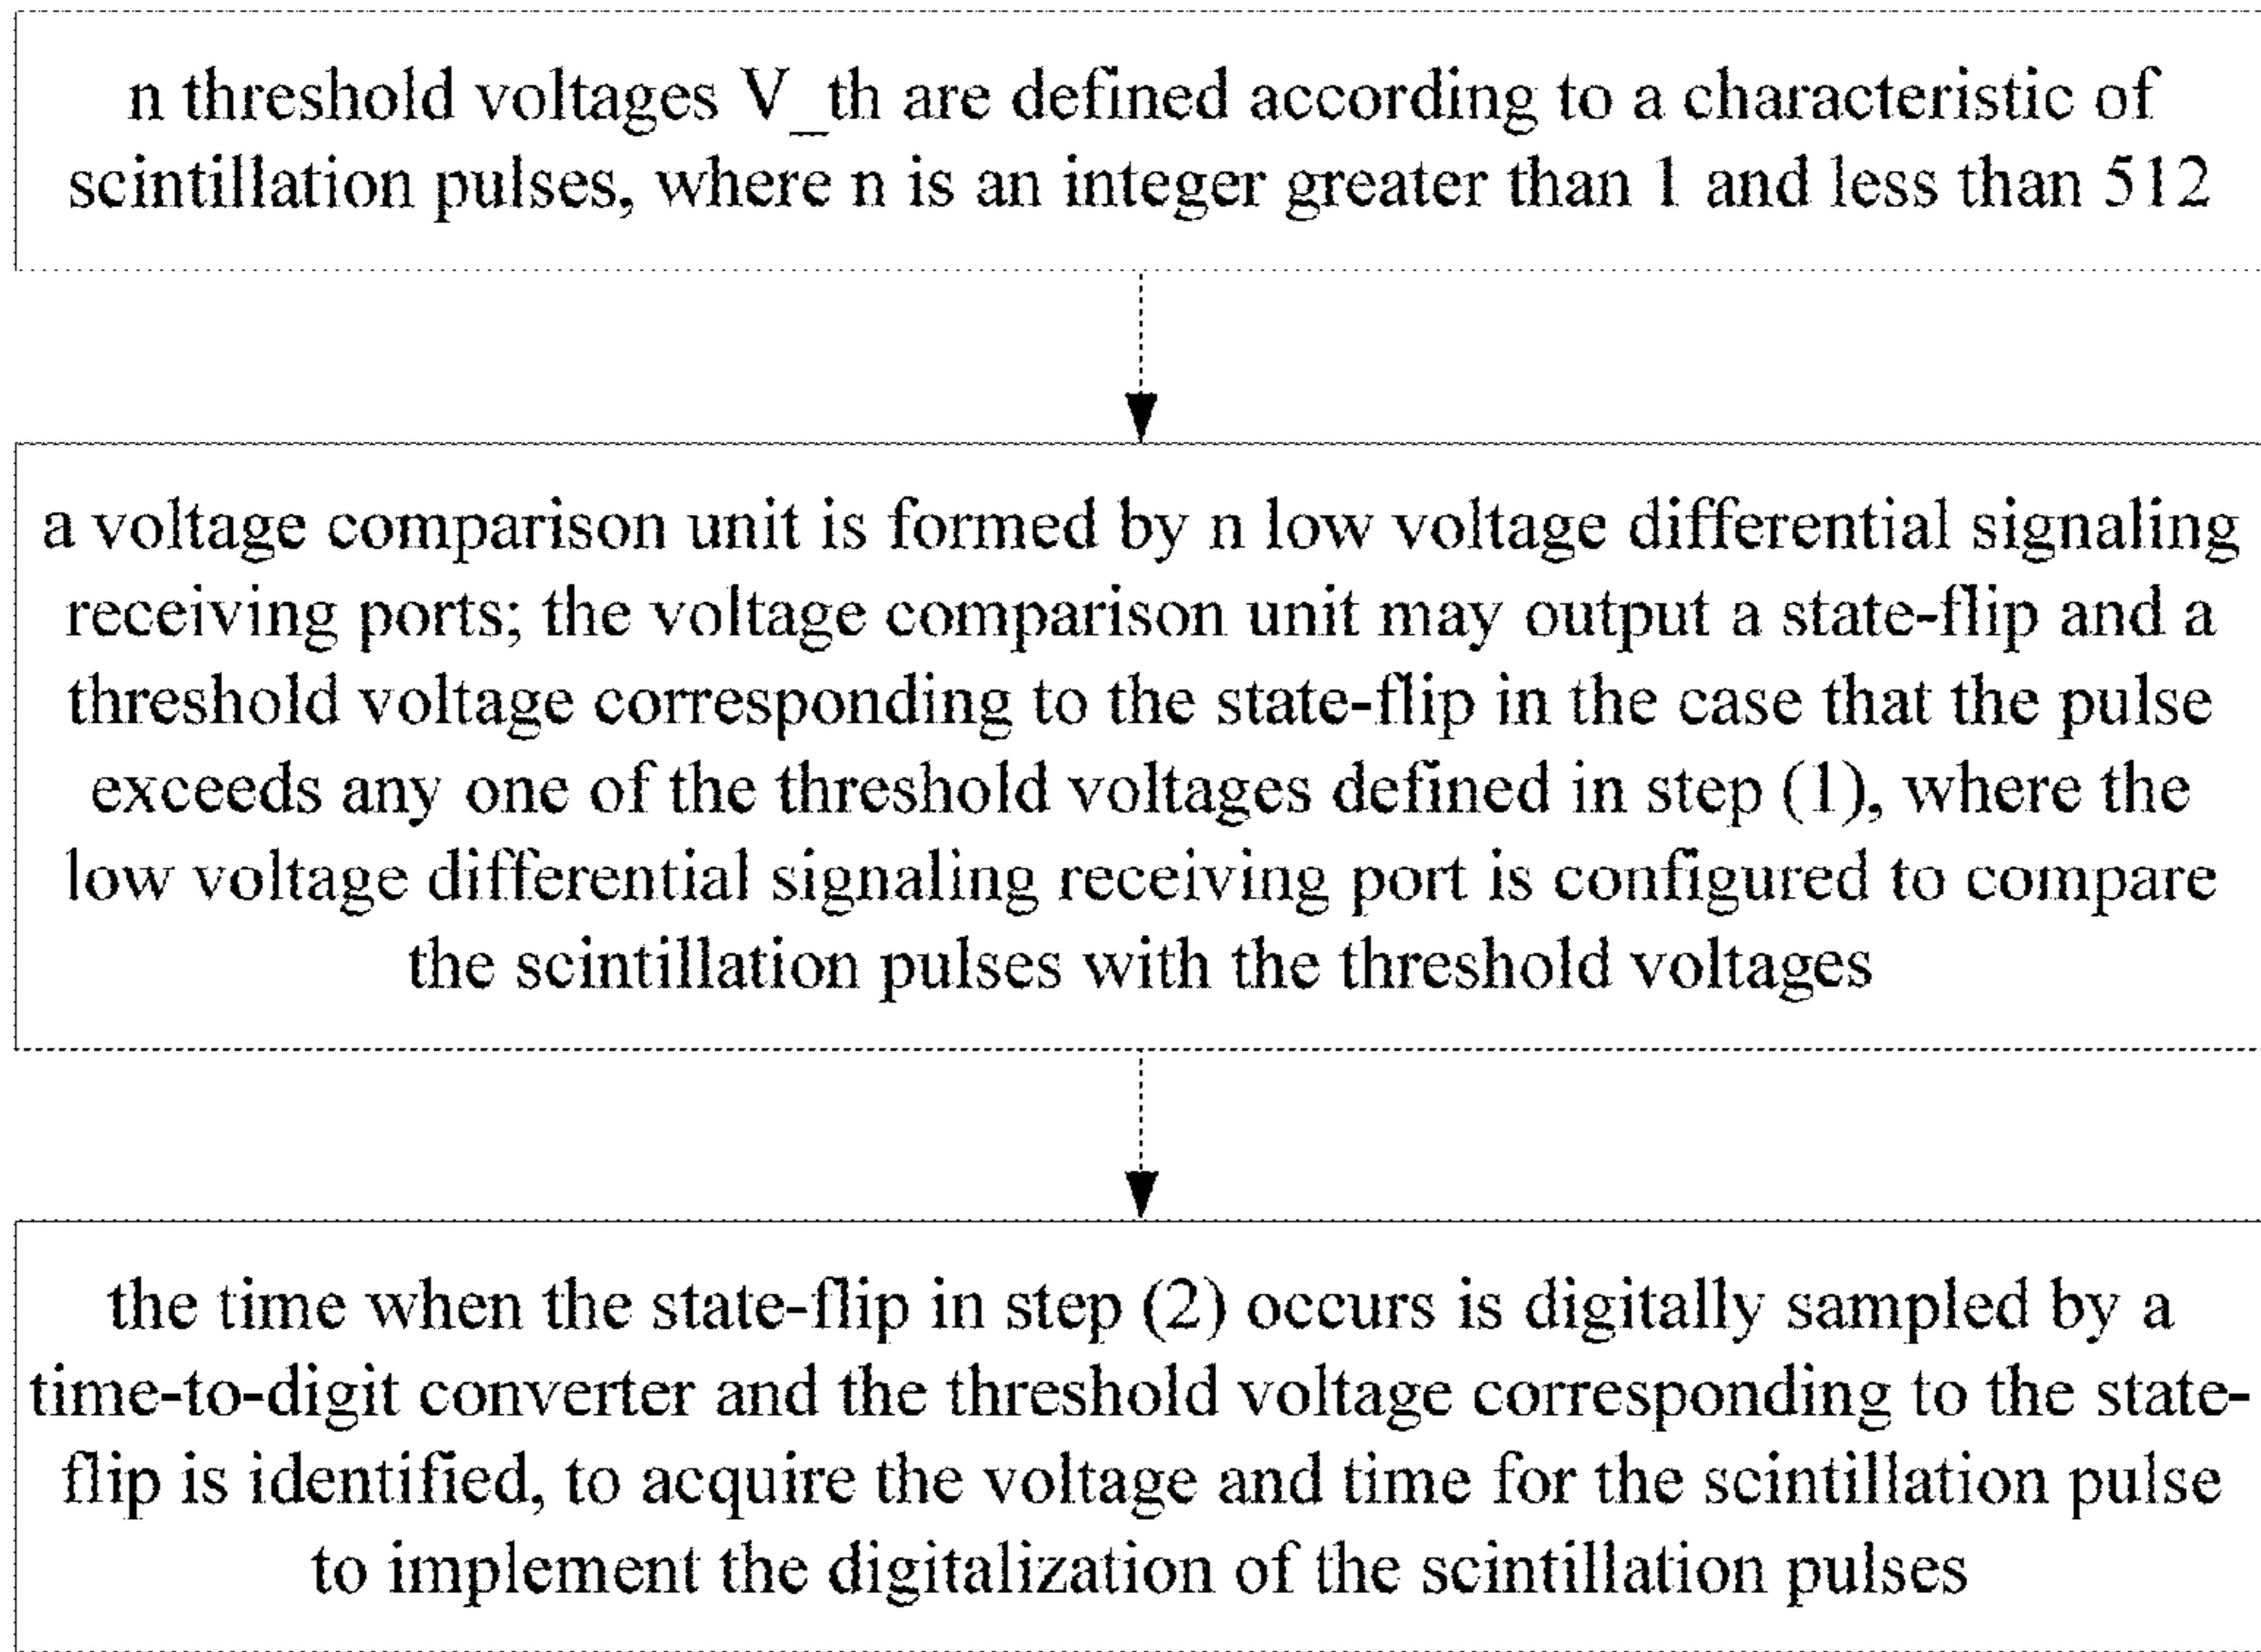 n threshold voltages V_th are defined according to a characteristic of
scintillation pulses, where n is an integer greater than 1 and less than 512
a voltage comparison unit is formed by n low voltage differential signaling
receiving ports; the voltage comparison unit may output a state-flip and a
threshold voltage corresponding to the state-flip in the case that the pulse
exceeds any one of the threshold voltages defined in step (1), where the
low voltage differential signaling receiving port is configured to compare
the scintillation pulses with the threshold voltages
the time when the state-flip in step (2) occurs is digitally sampled by a
time-to-digit converter and the threshold voltage corresponding to the state-
flip is identified, to acquire the voltage and time for the scintillation pulse
to implement the digitalization of the scintillation pulses